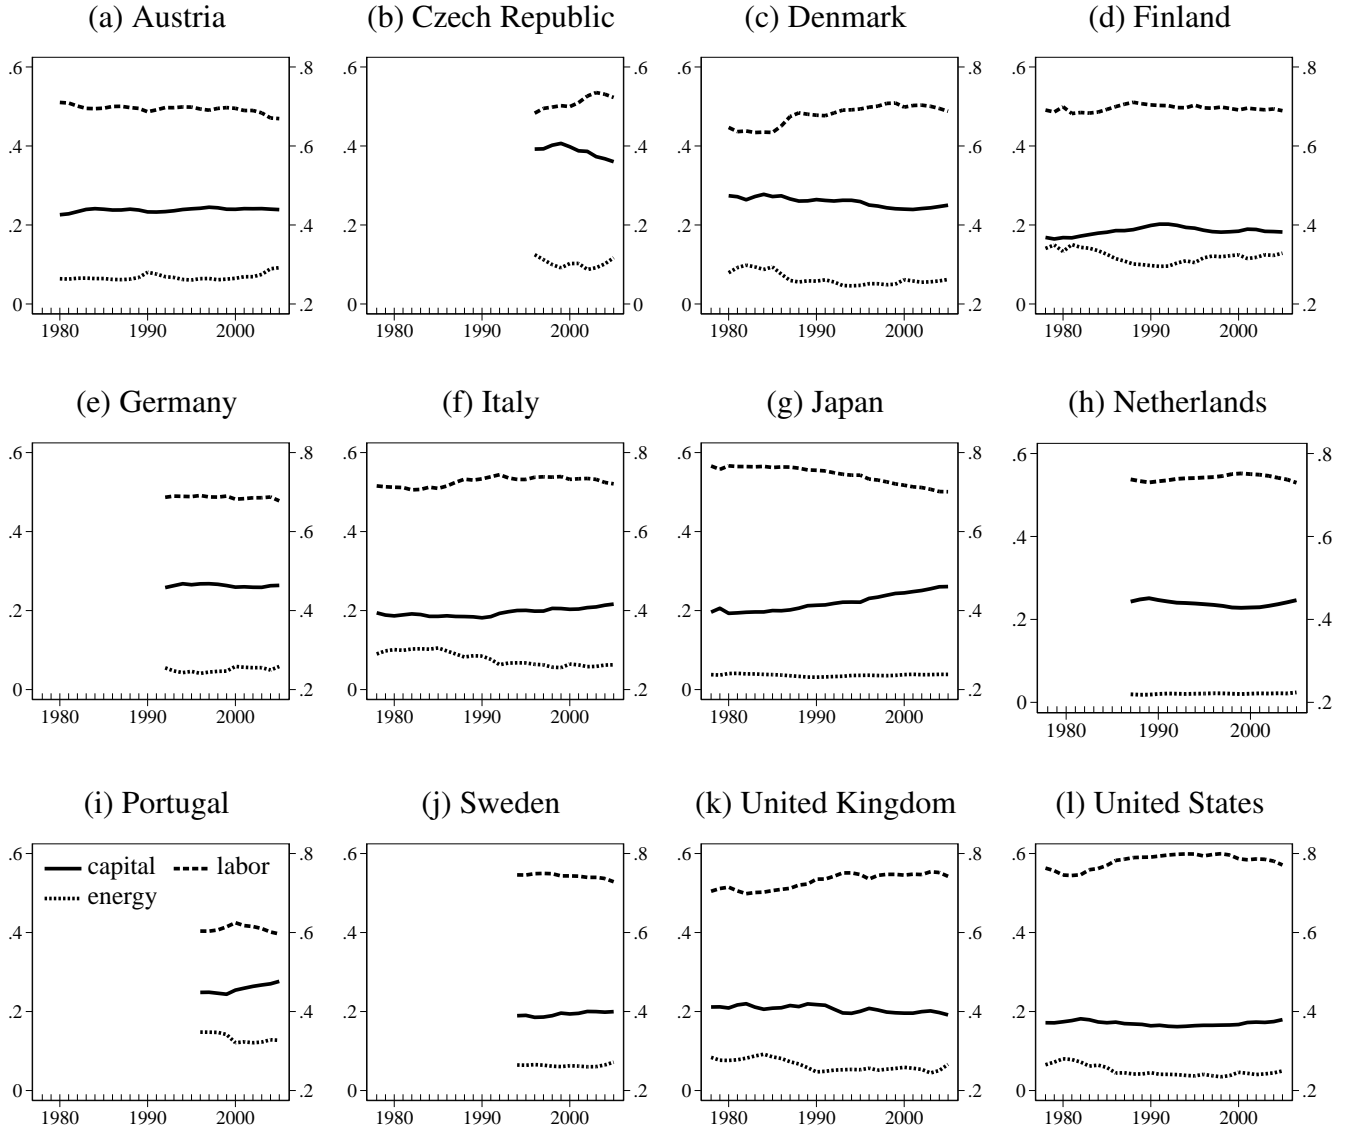 (a) Austria (b) Czech Republic (c) Denmark (d) Finland
.6 .8 .6 .6 .6 .8 .6 .8
.4 .6 .4 .4 .4 .6 .4 .6
.2 .4 .2 .2 .2 .4 .2 .4
0 .2 0 0 0 .2 0 .2
1980 1990 2000 1980 1990 2000 1980 1990 2000 1980 1990 2000
(e) Germany (f) Italy (g) Japan (h) Netherlands
.6 .8 .6 .8 .6 .8 .6 .8
.4 .6 .4 .6 .4 .6 .4 .6
.2 .4 .2 .4 .2 .4 .2 .4
0 .2 0 .2 0 .2 0 .2
1980 1990 2000 1980 1990 2000 1980 1990 2000 1980 1990 2000
(i) Portugal (j) Sweden (k) United Kingdom (l) United States
.6 capital labor .8 .6 .8 .6 .8 .6 .8
energy
.4 .6 .4 .6 .4 .6 .4 .6
.2 .4 .2 .4 .2 .4 .2 .4
0 .2 0 .2 0 .2 0 .2
1980 1990 2000 1980 1990 2000 1980 1990 2000 1980 1990 2000